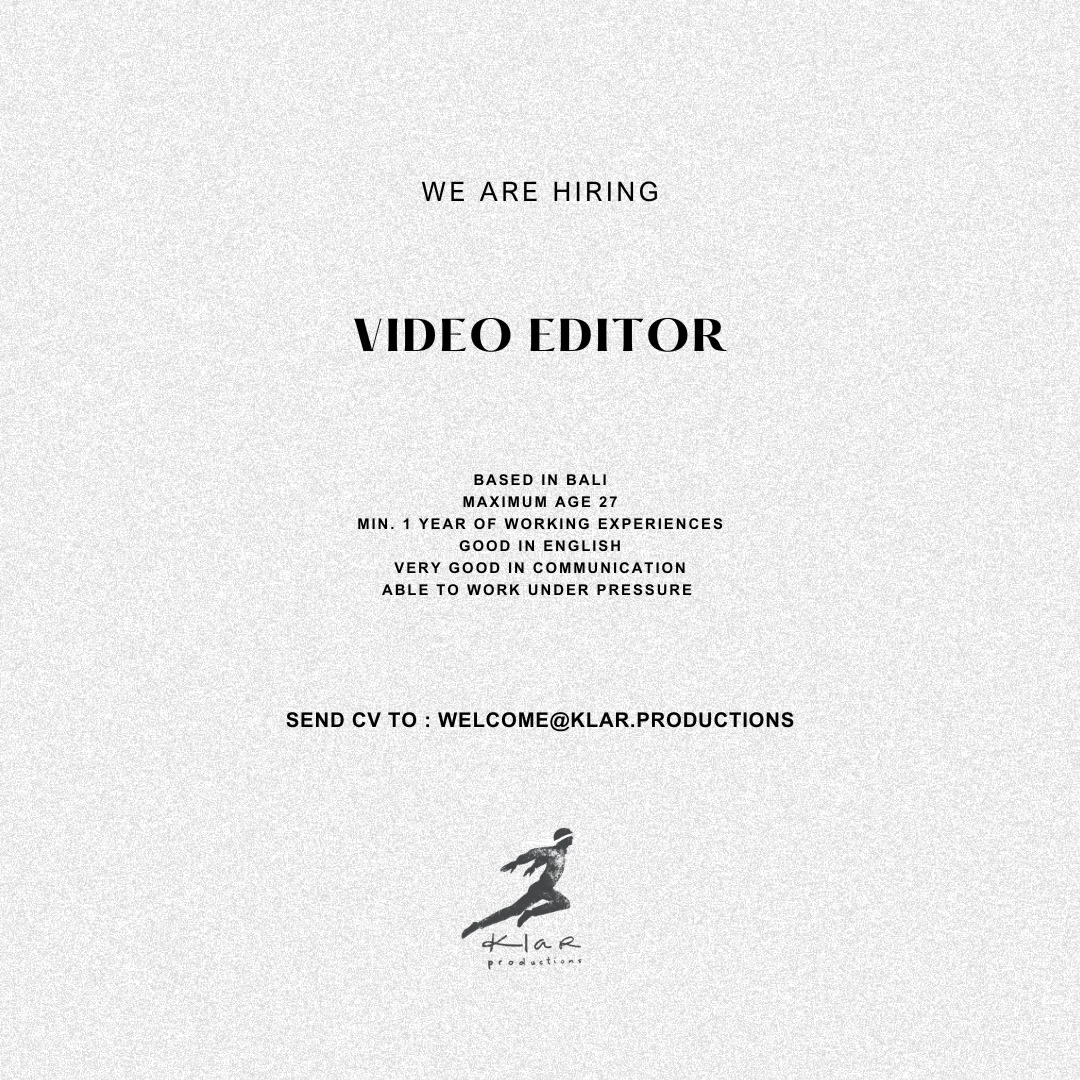 WE ARE HIRING
VIDEO EDITOR
BASED IN BALI
MAXIMUM AGE 27
MIN. 1 YEAR OF WORKING EXPERIENCES
GOOD IN ENGLISH
VERY GOOD IN COMMUNICATION
ABLE TO WORK UNDER PRESSURE
SEND CV TO : WELCOME@KLAR.PRODUCTIONS
Klar
productions